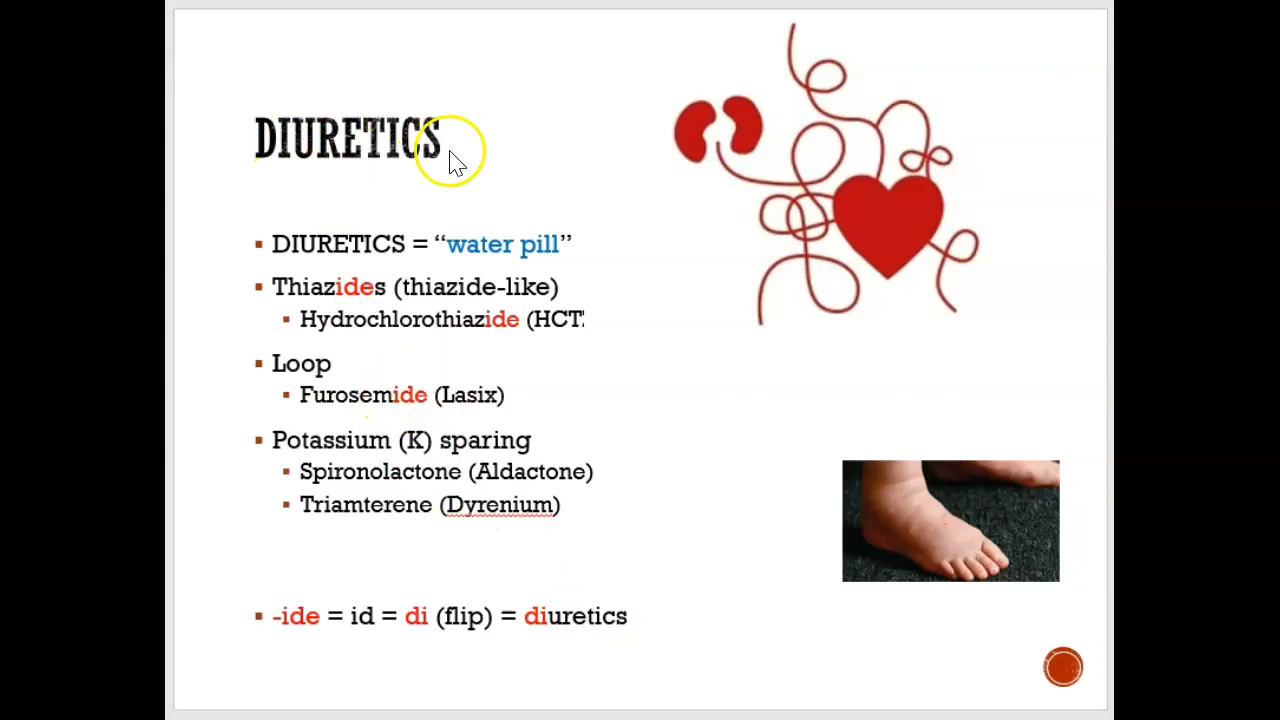 DIURETICS
DIURETICS = “water pill”
Thiazides (thiazide-like)
Hydrochlorothiazide (HCT
Loop
Furosemide (Lasix)
Potassium (K) sparing
Spironolactone (Aldactone)
Triamterene (Dyrenium)
-ide = id = di (flip) = diuretics